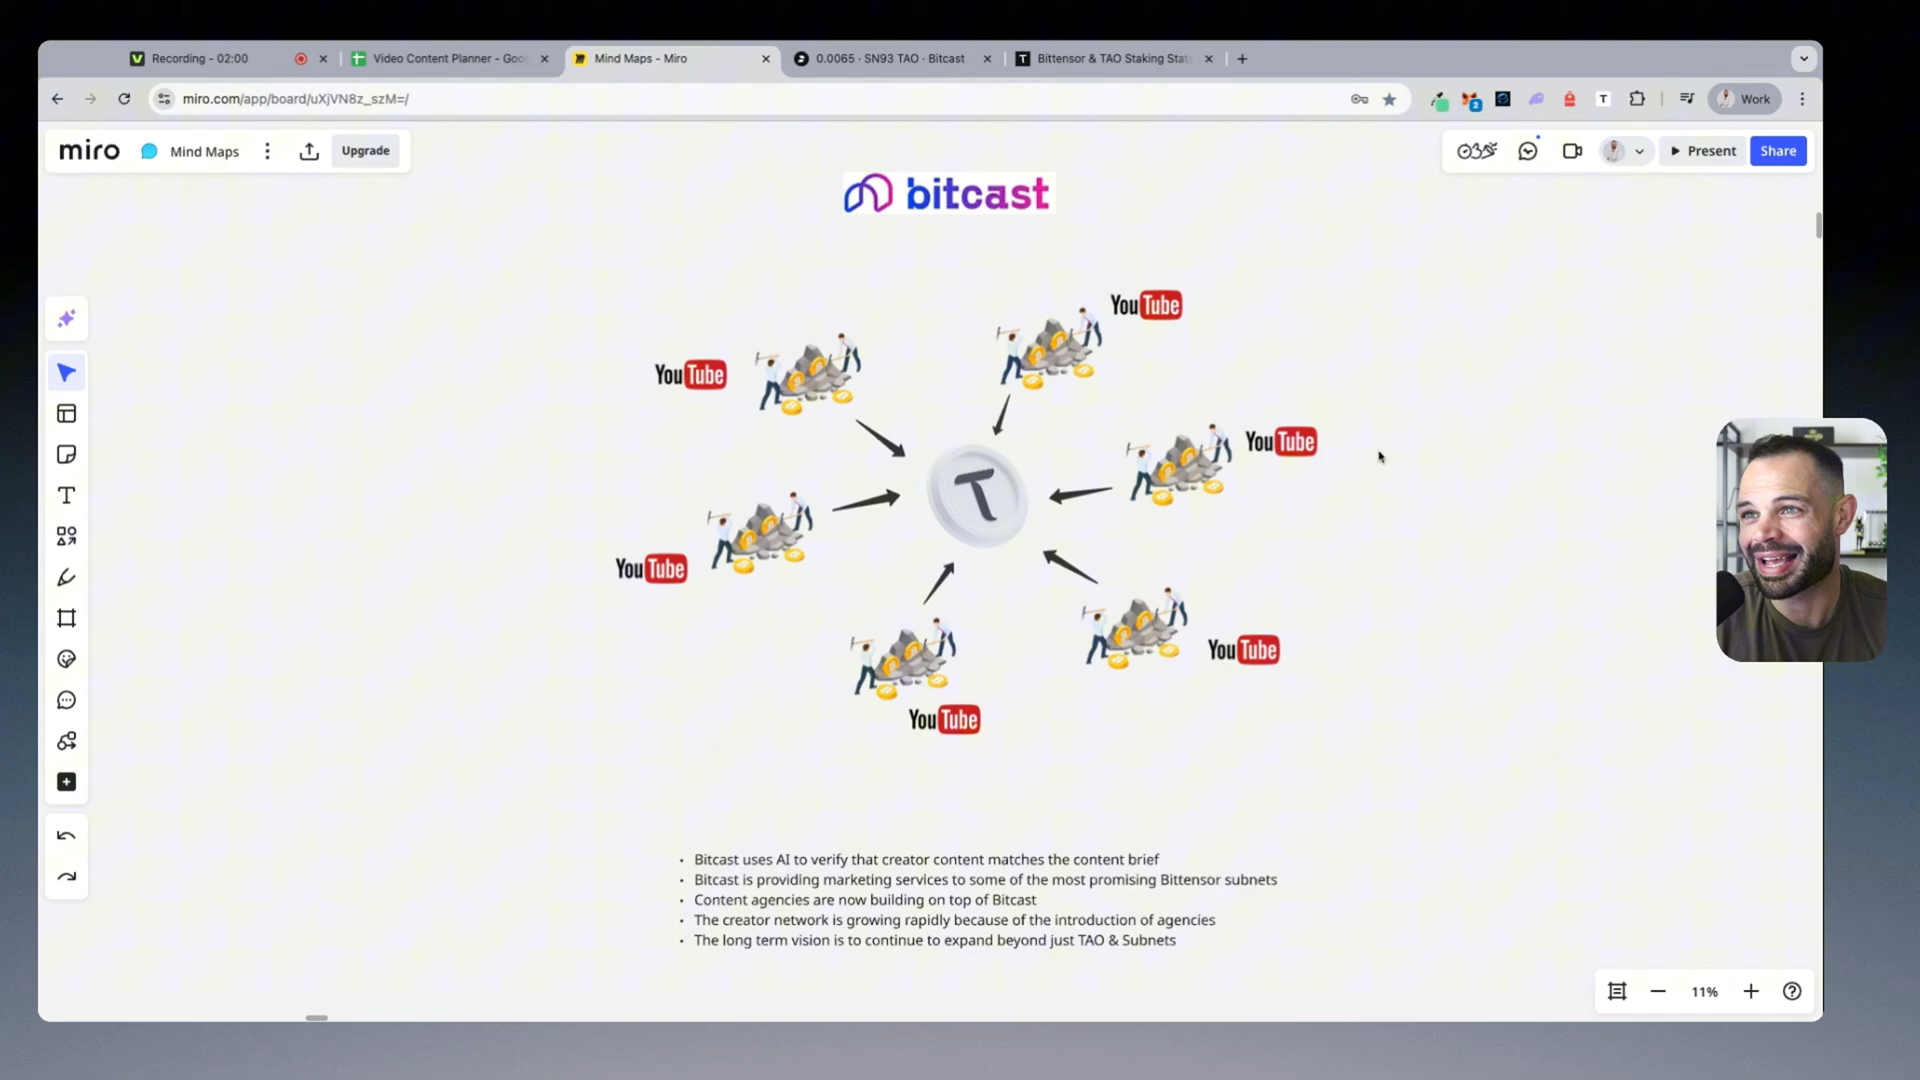 Recording - 02:00
Video Content Planner - Goo
Mind Maps - Miro
0.0065 · SN93 TAO · Bitcast
Bittensor & TAO Staking Stat
miro.com/app/board/uXjVN8z_szM=/
2
T
Work
miro
Mind Maps
Upgrade
Present
Share
bitcast
YouTube
YouTube
YouTube
YouTube
YouTube
YouTube
• Bitcast uses AI to verify that creator content matches the content brief
• Bitcast is providing marketing services to some of the most promising Bittensor subnets
• Content agencies are now building on top of Bitcast
• The creator network is growing rapidly because of the introduction of agencies
• The long term vision is to continue to expand beyond just TAO & Subnets
11%